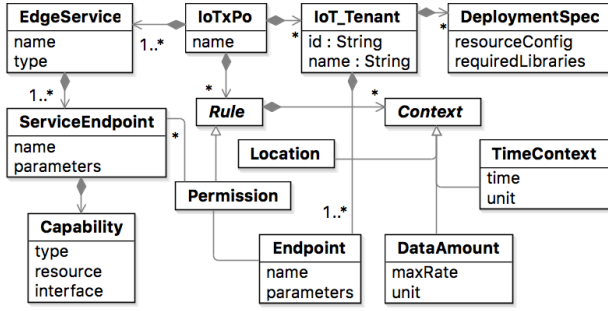 EdgeService
name
type
IoTxPo
name
IoT_Tenant
id : String
name : String
DeploymentSpec
resourceConfig
requiredLibraries
1..*
*
*
1..*
*
*
ServiceEndpoint
name
parameters
*
Rule
Context
Location
TimeContext
time
unit
Permission
Capability
type
resource
interface
1..*
Endpoint
name
parameters
DataAmount
maxRate
unit